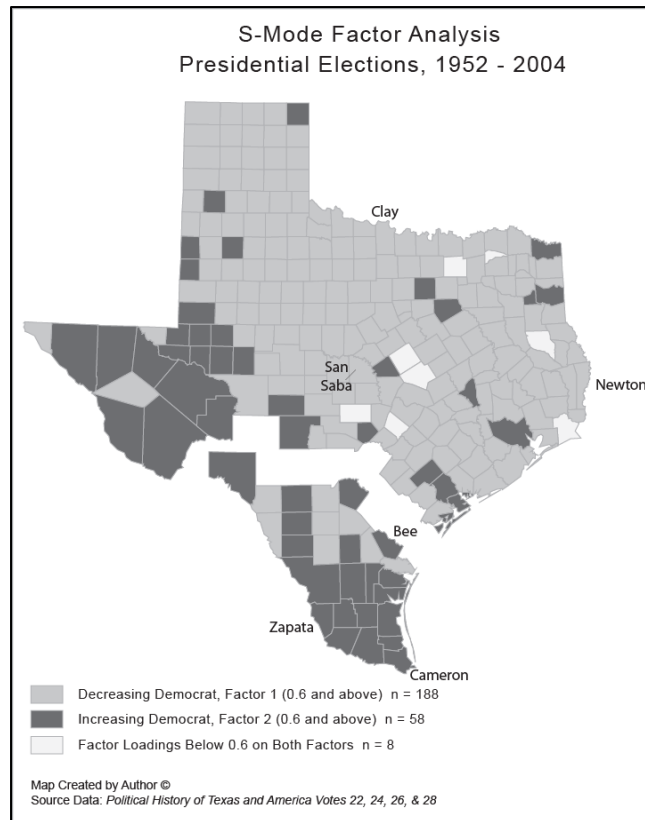 S-Mode Factor Analysis
Presidential Elections, 1952 - 2004
Clay
San
Saba
Newton
Bee
Zapata
Cameron
Decreasing Democrat, Factor 1 (0.6 and above) n = 188
Increasing Democrat, Factor 2 (0.6 and above) n = 58
Factor Loadings Below 0.6 on Both Factors n = 8
Map Created by Author ©
Source Data: Political History of Texas and America Votes 22, 24, 26, & 28